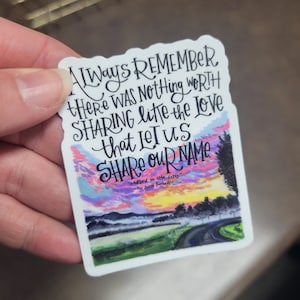 Always REMEMBER
there was nothing worth
SHARING like the LOVE
that LET US
SHARE OUR NAME